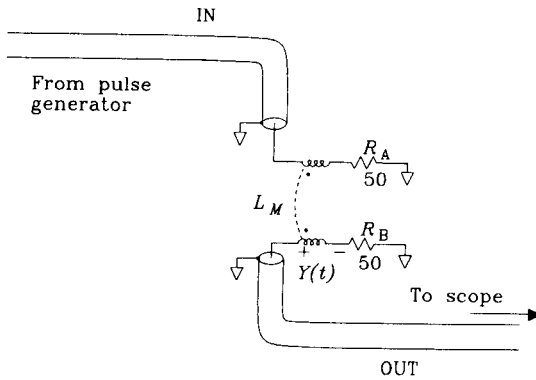 IN
From pulse
generator
R_A
50
L_M
R_B
50
+ −
Y(t)
To scope
OUT